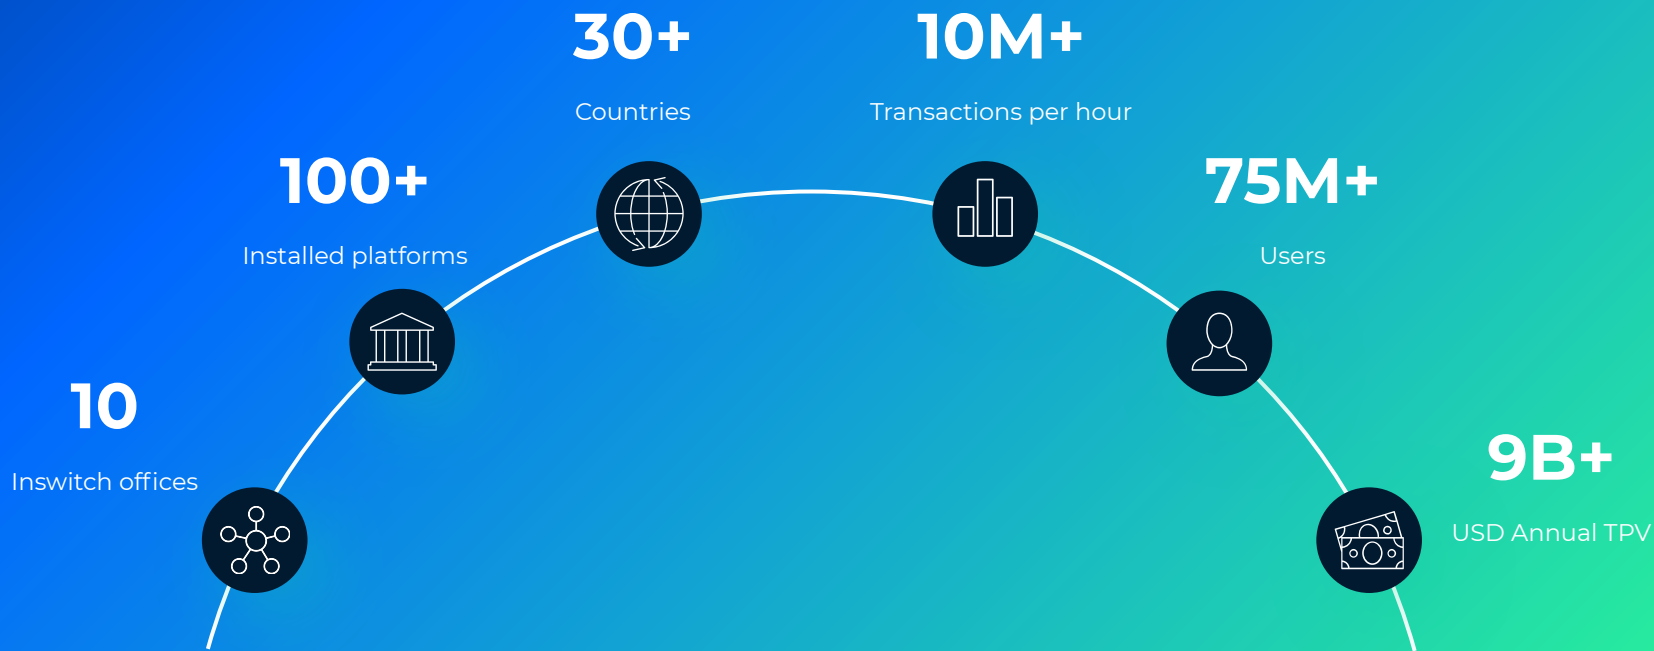 30+
Countries
10M+
Transactions per hour
100+
Installed platforms
75M+
Users
10
Inswitch offices
9B+
USD Annual TPV